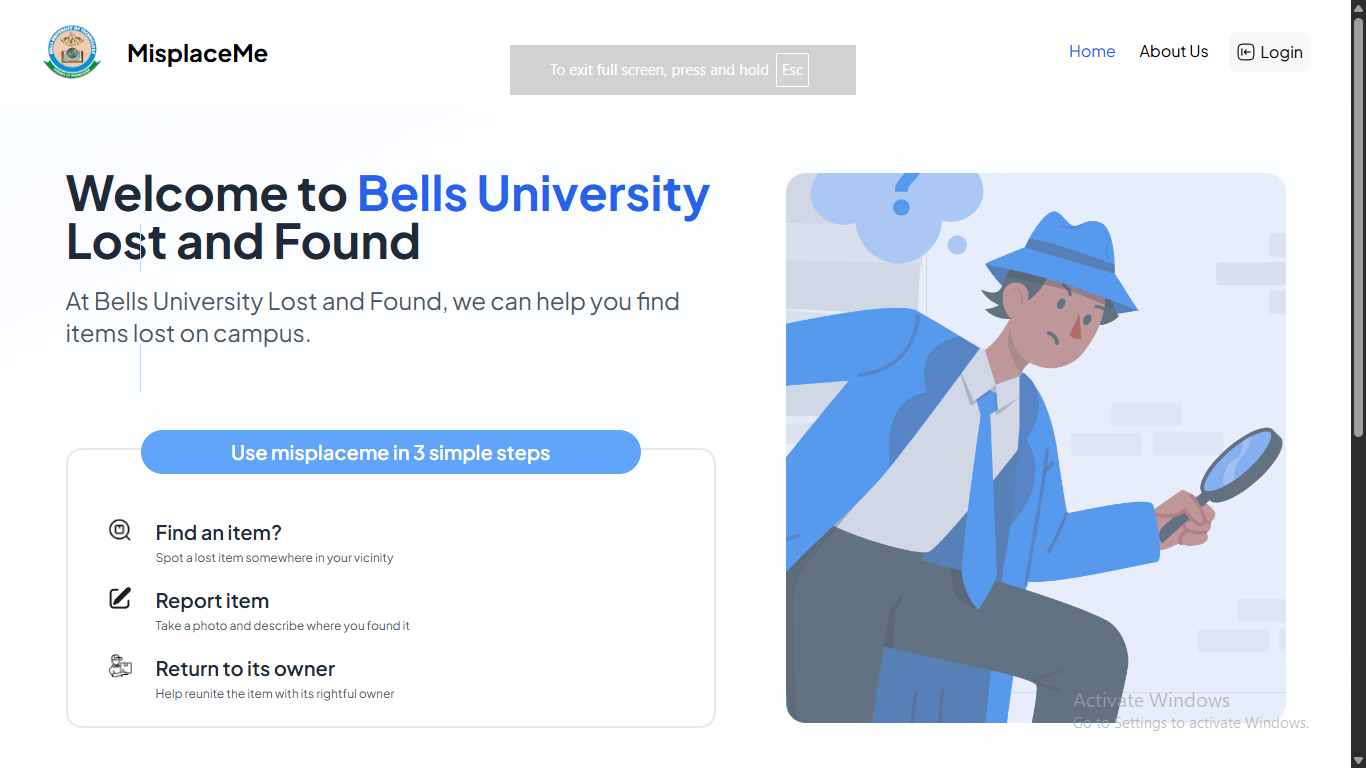 MisplaceMe
To exit full screen, press and hold Esc
Home
About Us
Login
Welcome to Bells University
Lost and Found
At Bells University Lost and Found, we can help you find
items lost on campus.
?
Use misplaceme in 3 simple steps
Find an item?
Spot a lost item somewhere in your vicinity
Report item
Take a photo and describe where you found it
Return to its owner
Help reunite the item with its rightful owner
Activate Windows
Go to Settings to activate Windows.